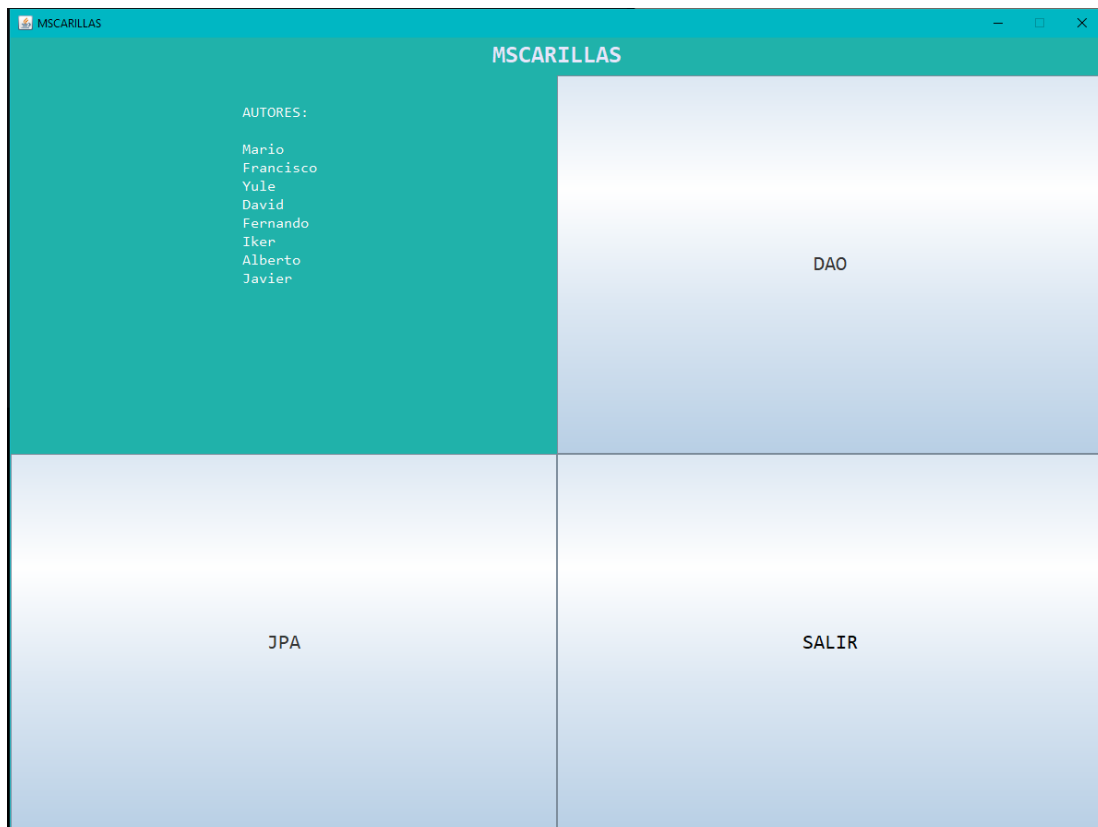 MSCARILLAS
MSCARILLAS
AUTORES:
Mario
Francisco
Yule
David
Fernando
Iker
Alberto
Javier
DAO
JPA
SALIR